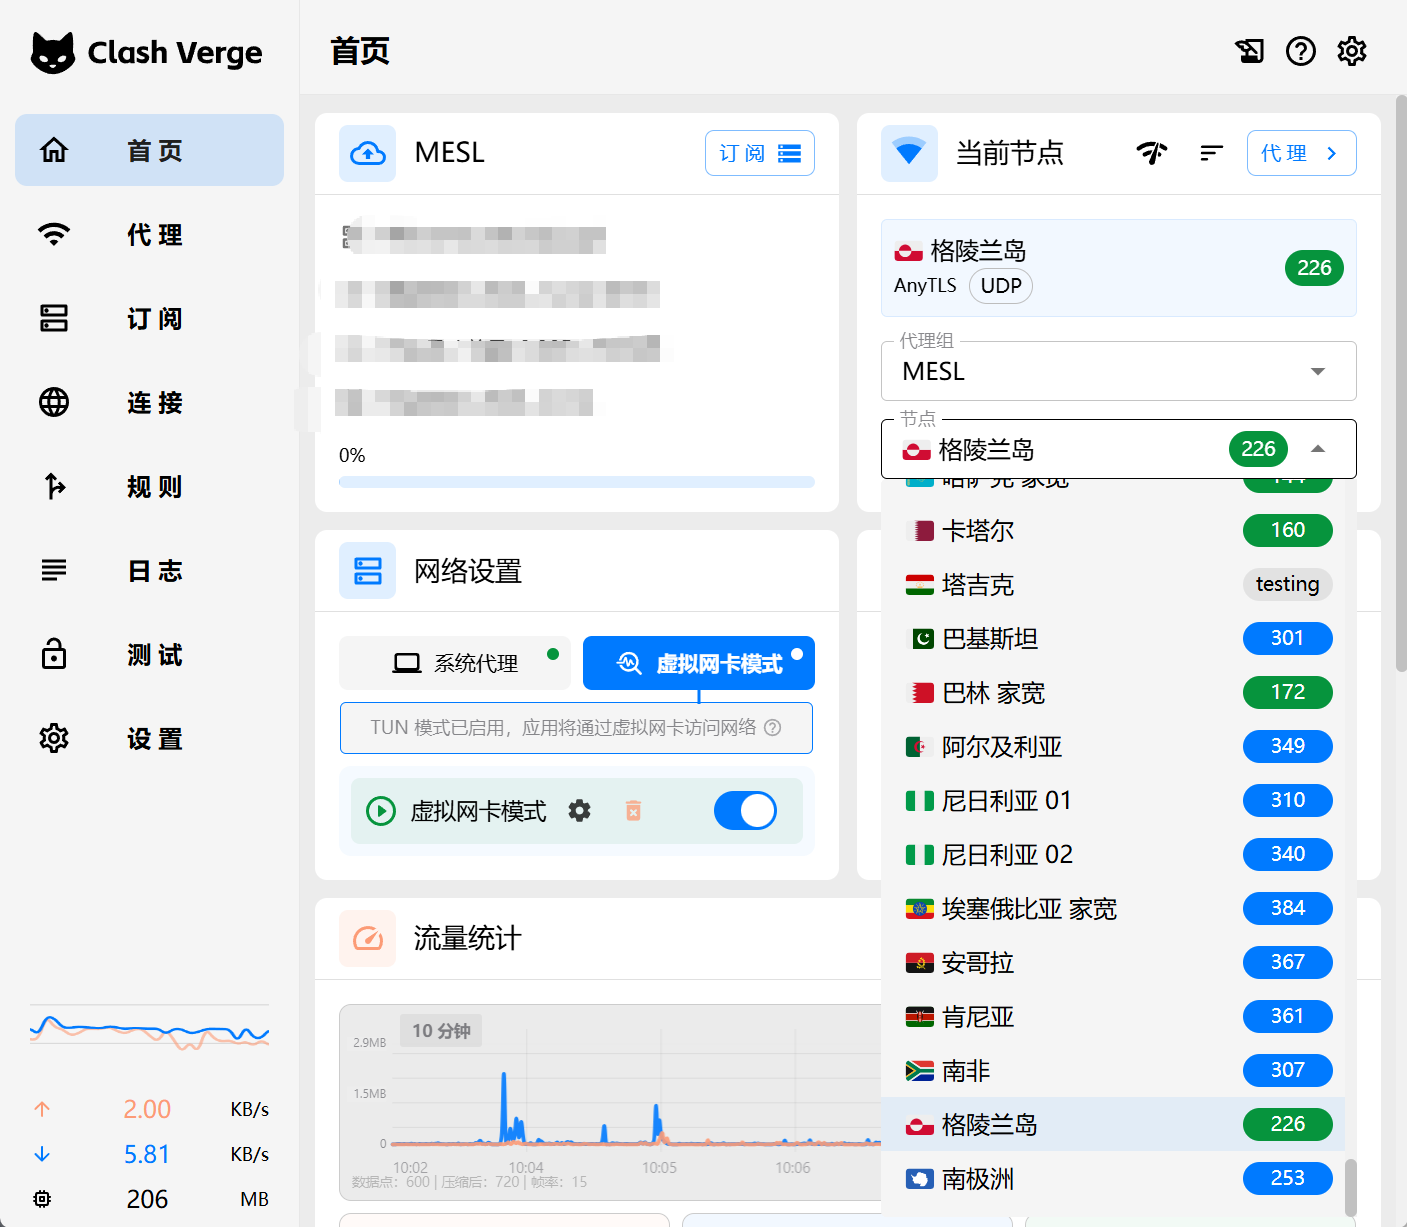 Clash Verge
首页
首 页
代 理
订 阅
连 接
规 则
日 志
测 试
设 置
2.00 KB/s
5.81 KB/s
206 MB
MESL
订 阅
0%
当前节点
代 理
格陵兰岛
AnyTLS UDP
226
代理组
MESL
节点
格陵兰岛 226
卡塔尔 160
塔吉克 testing
巴基斯坦 301
巴林 家宽 172
阿尔及利亚 349
尼日利亚 01 310
尼日利亚 02 340
埃塞俄比亚 家宽 384
安哥拉 367
肯尼亚 361
南非 307
格陵兰岛 226
南极洲 253
网络设置
系统代理
虚拟网卡模式
TUN 模式已启用，应用将通过虚拟网卡访问网络
虚拟网卡模式
流量统计
10 分钟
2.9MB
1.5MB
0
10:02 10:04 10:05 10:06
数据点：600 | 压缩后：720 | 帧率：15